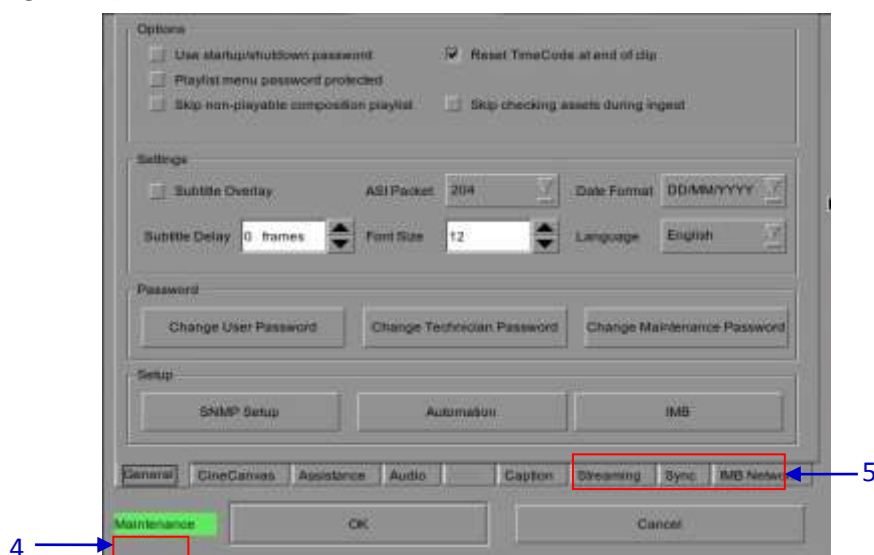 Options
Use startup/shutdown password
Reset TimeCode at end of clip
Playlist menu password protected
Skip non-playable composition playlist
Skip checking assets during ingest
Settings
Subtitle Overlay ASI Packet 204 Date Format DD/MM/YYYY
Subtitle Delay 0 frames Font Size 12 Language English
Password
Change User Password Change Technician Password Change Maintenance Password
Setup
SNMP Setup Automation IMB
General CineCanvas Assistance Audio Caption Streaming Sync IMB Networ
5
Maintenance OK Cancel
4